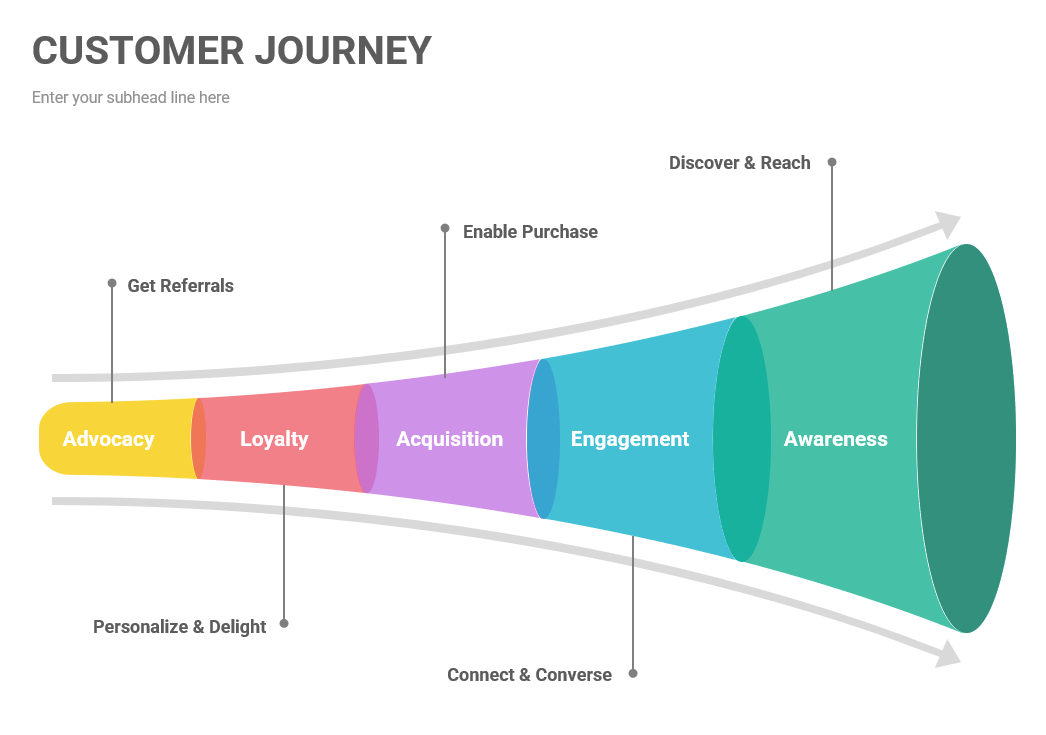 CUSTOMER JOURNEY
Enter your subhead line here
Discover & Reach
Enable Purchase
Get Referrals
Advocacy
Loyalty
Acquisition
Engagement
Awareness
Personalize & Delight
Connect & Converse